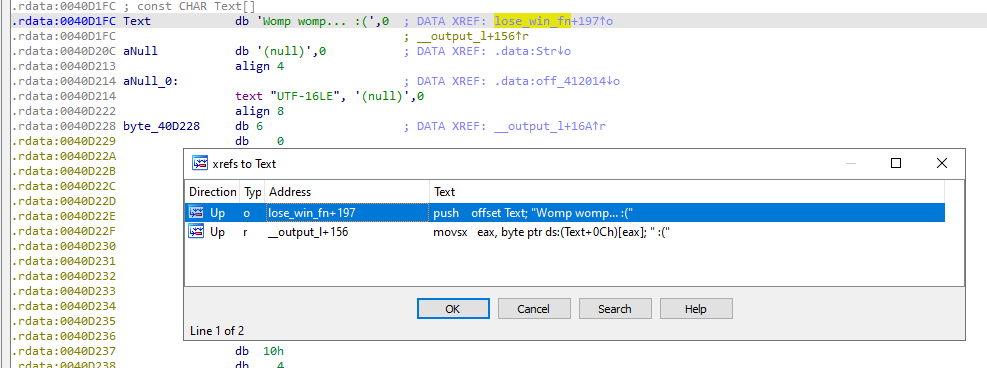 .rdata:0040D1FC ; const CHAR Text[]
.rdata:0040D1FC Text db 'Womp womp... :(',0 ; DATA XREF: lose_win_fn+197↑o
.rdata:0040D1FC ; __output_l+156↑r
.rdata:0040D20C aNull db '(null)',0 ; DATA XREF: .data:Str↓o
.rdata:0040D213 align 4
.rdata:0040D214 aNull_0: ; DATA XREF: .data:off_412014↓o
.rdata:0040D214 text "UTF-16LE", '(null)',0
.rdata:0040D222 align 8
.rdata:0040D228 byte_40D228 db 6 ; DATA XREF: __output_l+16A↑r
.rdata:0040D229 db 0
.rdata:0040D22A
.rdata:0040D22B
.rdata:0040D22C
.rdata:0040D22D
.rdata:0040D22E
.rdata:0040D22F
.rdata:0040D230
.rdata:0040D231
.rdata:0040D232
.rdata:0040D233
.rdata:0040D234
.rdata:0040D235
.rdata:0040D236
.rdata:0040D237 db 10h
.rdata:0040D238 db 4
xrefs to Text
Direction Typ Address Text
Up o lose_win_fn+197 push offset Text; "Womp womp... :("
Up r __output_l+156 movsx eax, byte ptr ds:(Text+0Ch)[eax]; " :("
OK Cancel Search Help
Line 1 of 2